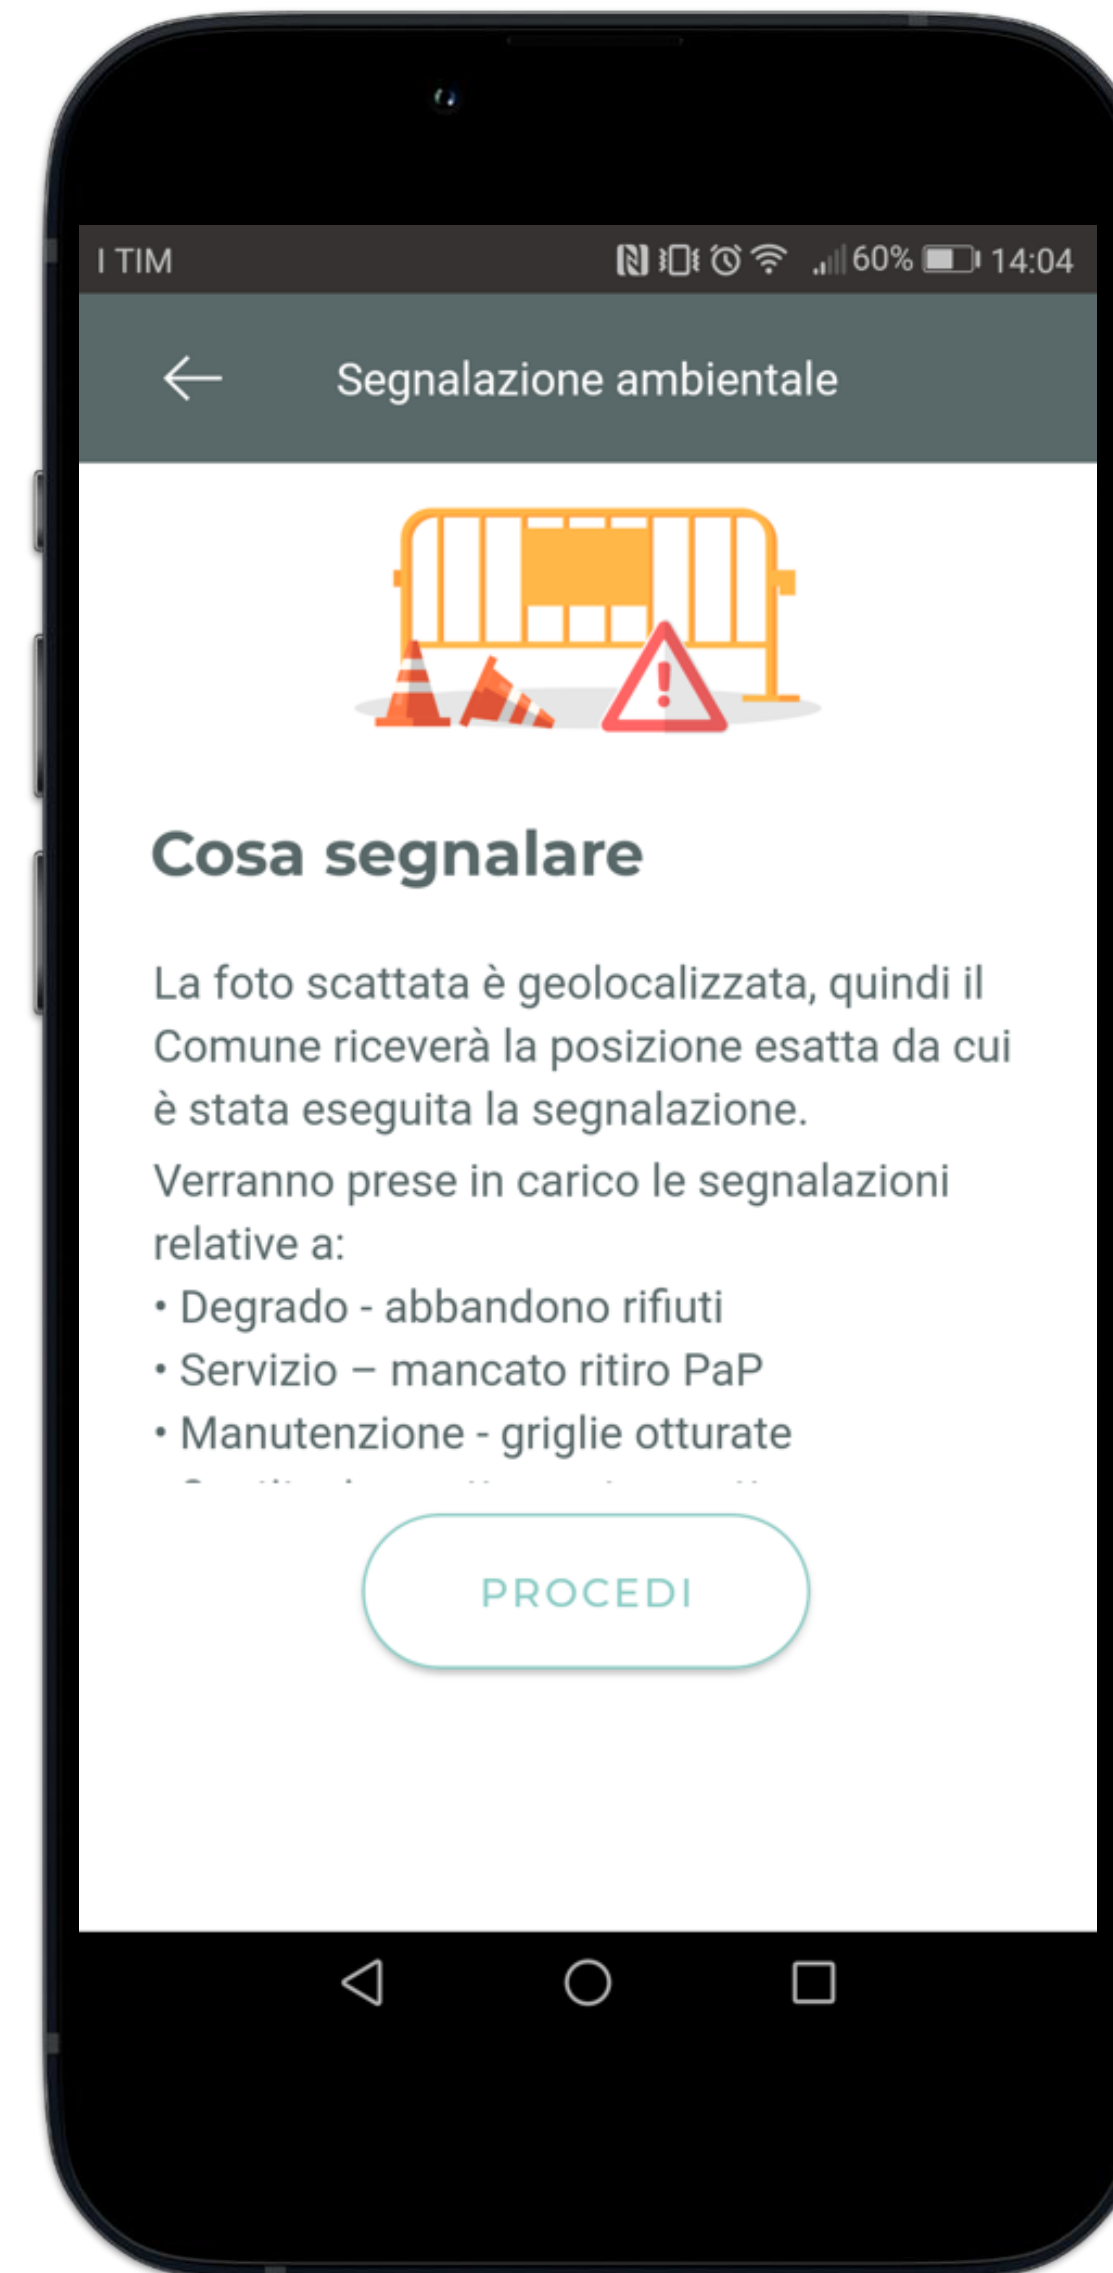 I TIM 60% 14:04
Segnalazione ambientale
Cosa segnalare
La foto scattata è geolocalizzata, quindi il
Comune riceverà la posizione esatta da cui
è stata eseguita la segnalazione.
Verranno prese in carico le segnalazioni
relative a:
• Degrado - abbandono rifiuti
• Servizio – mancato ritiro PaP
• Manutenzione - griglie otturate
PROCEDI